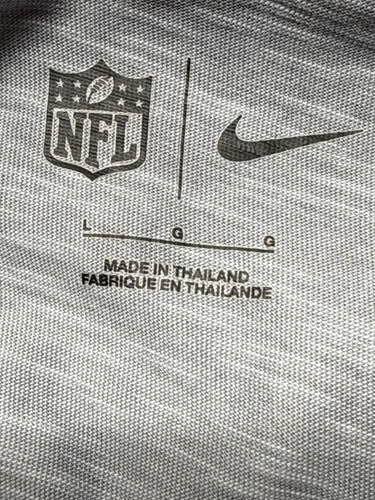 NFL
L G G
MADE IN THAILAND
FABRIQUE EN THAILANDE